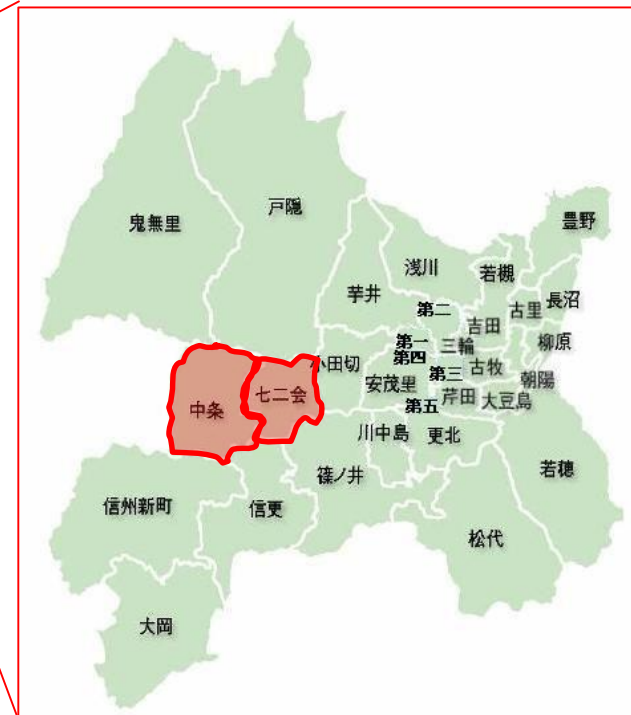 戸隠
鬼無里
豊野
浅川
若槻
芋井
長沼
古里
第二
吉田
柳原
第一
三輪
第四
小田切
古牧
朝陽
第三
安茂里
七二会
芹田
大豆島
中条
第五
川中島
更北
若穂
篠ノ井
信州新町
信更
松代
大岡